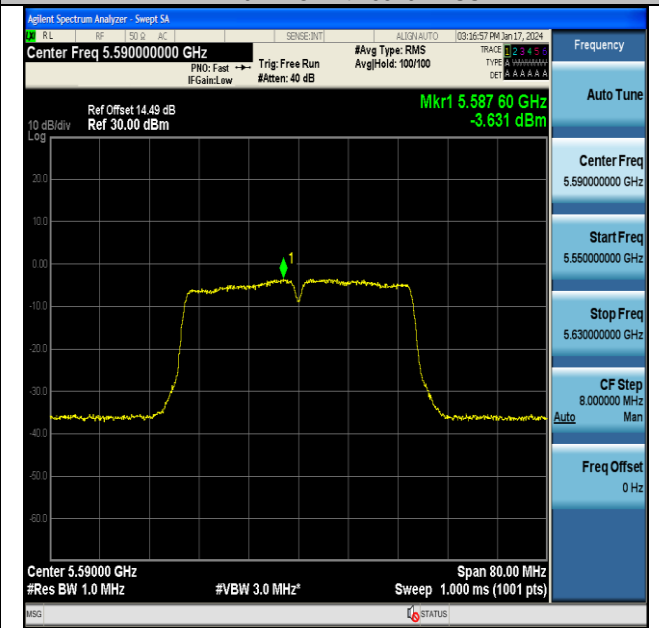 Agilent Spectrum Analyzer - Swept SA
RL RF 50 Ω AC SENSE:INT ALIGN AUTO 03:16:57 PM Jan 17, 2024
Center Freq 5.590000000 GHz #Avg Type: RMS TRACE 1 2 3 4 5 6
PNO: Fast Trig: Free Run Avg|Hold: 100/100 TYPE A
IFGain:Low #Atten: 40 dB DET A A A A A A
Mkr1 5.587 60 GHz
Ref Offset 14.49 dB
10 dB/div Ref 30.00 dBm -3.631 dBm
Log
20.0
10.0
1
0.00
-10.0
-20.0
-30.0
-40.0
-50.0
-60.0
Center 5.59000 GHz Span 80.00 MHz
#Res BW 1.0 MHz #VBW 3.0 MHz* Sweep 1.000 ms (1001 pts)
MSG STATUS
Frequency
Auto Tune
Center Freq
5.590000000 GHz
Start Freq
5.550000000 GHz
Stop Freq
5.630000000 GHz
CF Step
8.000000 MHz
Auto Man
Freq Offset
0 Hz